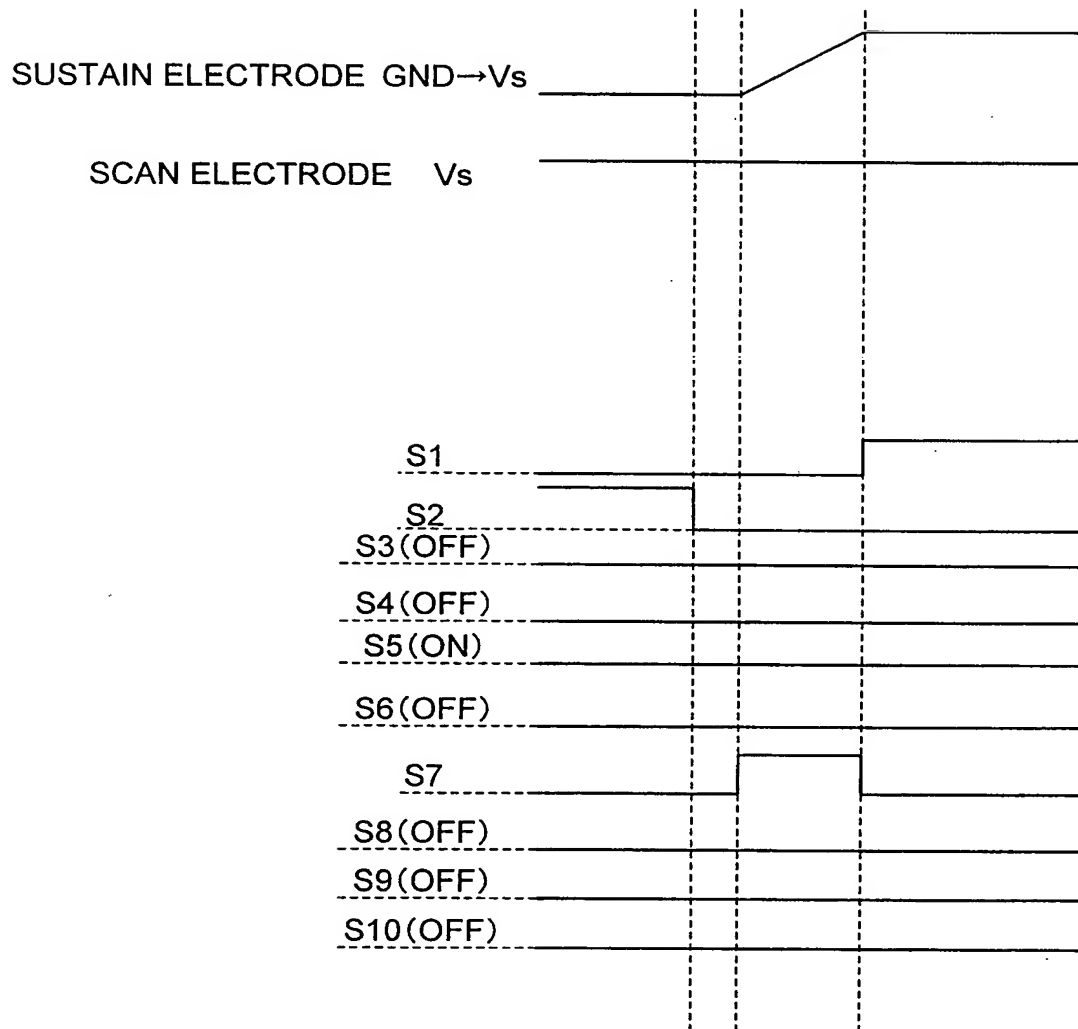 SUSTAIN ELECTRODE GND→Vs
SCAN ELECTRODE Vs
S1
S2
S3(OFF)
S4(OFF)
S5(ON)
S6(OFF)
S7
S8(OFF)
S9(OFF)
S10(OFF)